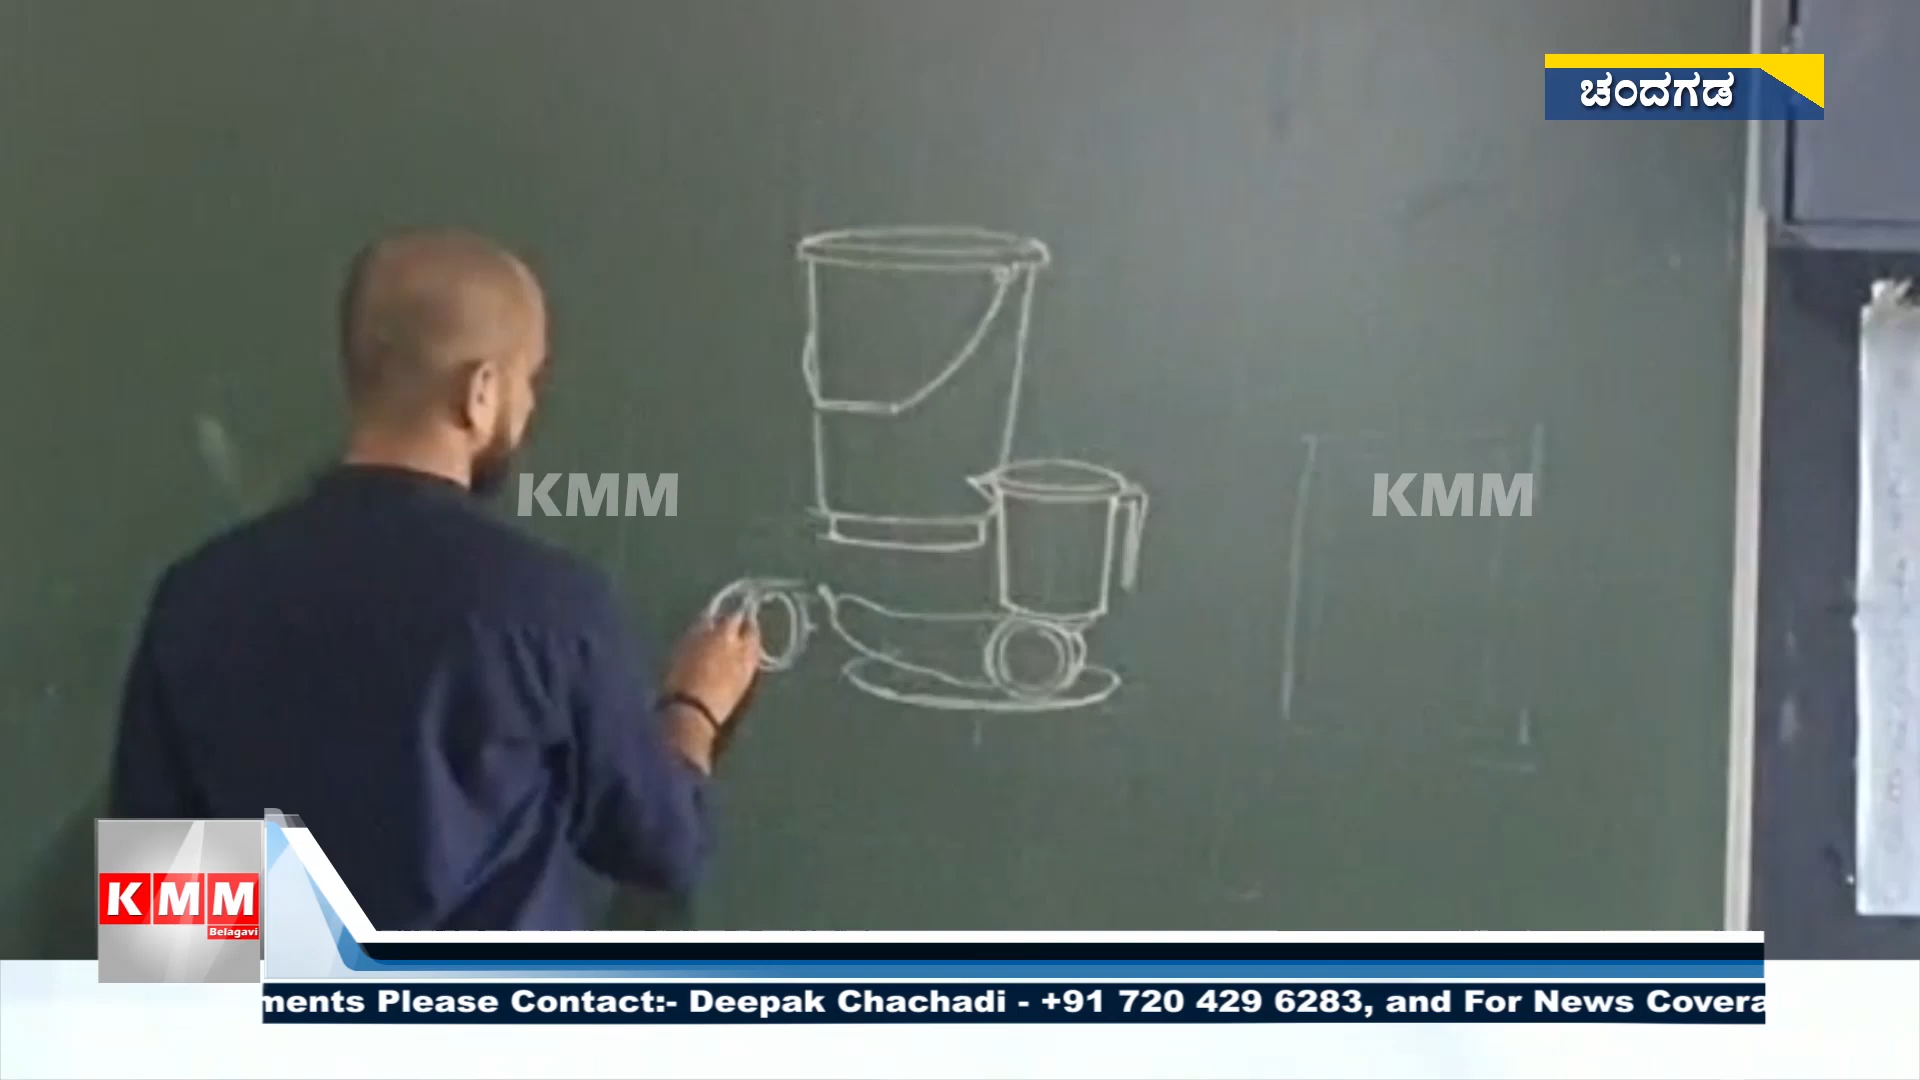 ಚಂದಗಡ
KMM
KMM
KMM
Belagavi
ments Please Contact:- Deepak Chachadi - +91 720 429 6283, and For News Covera